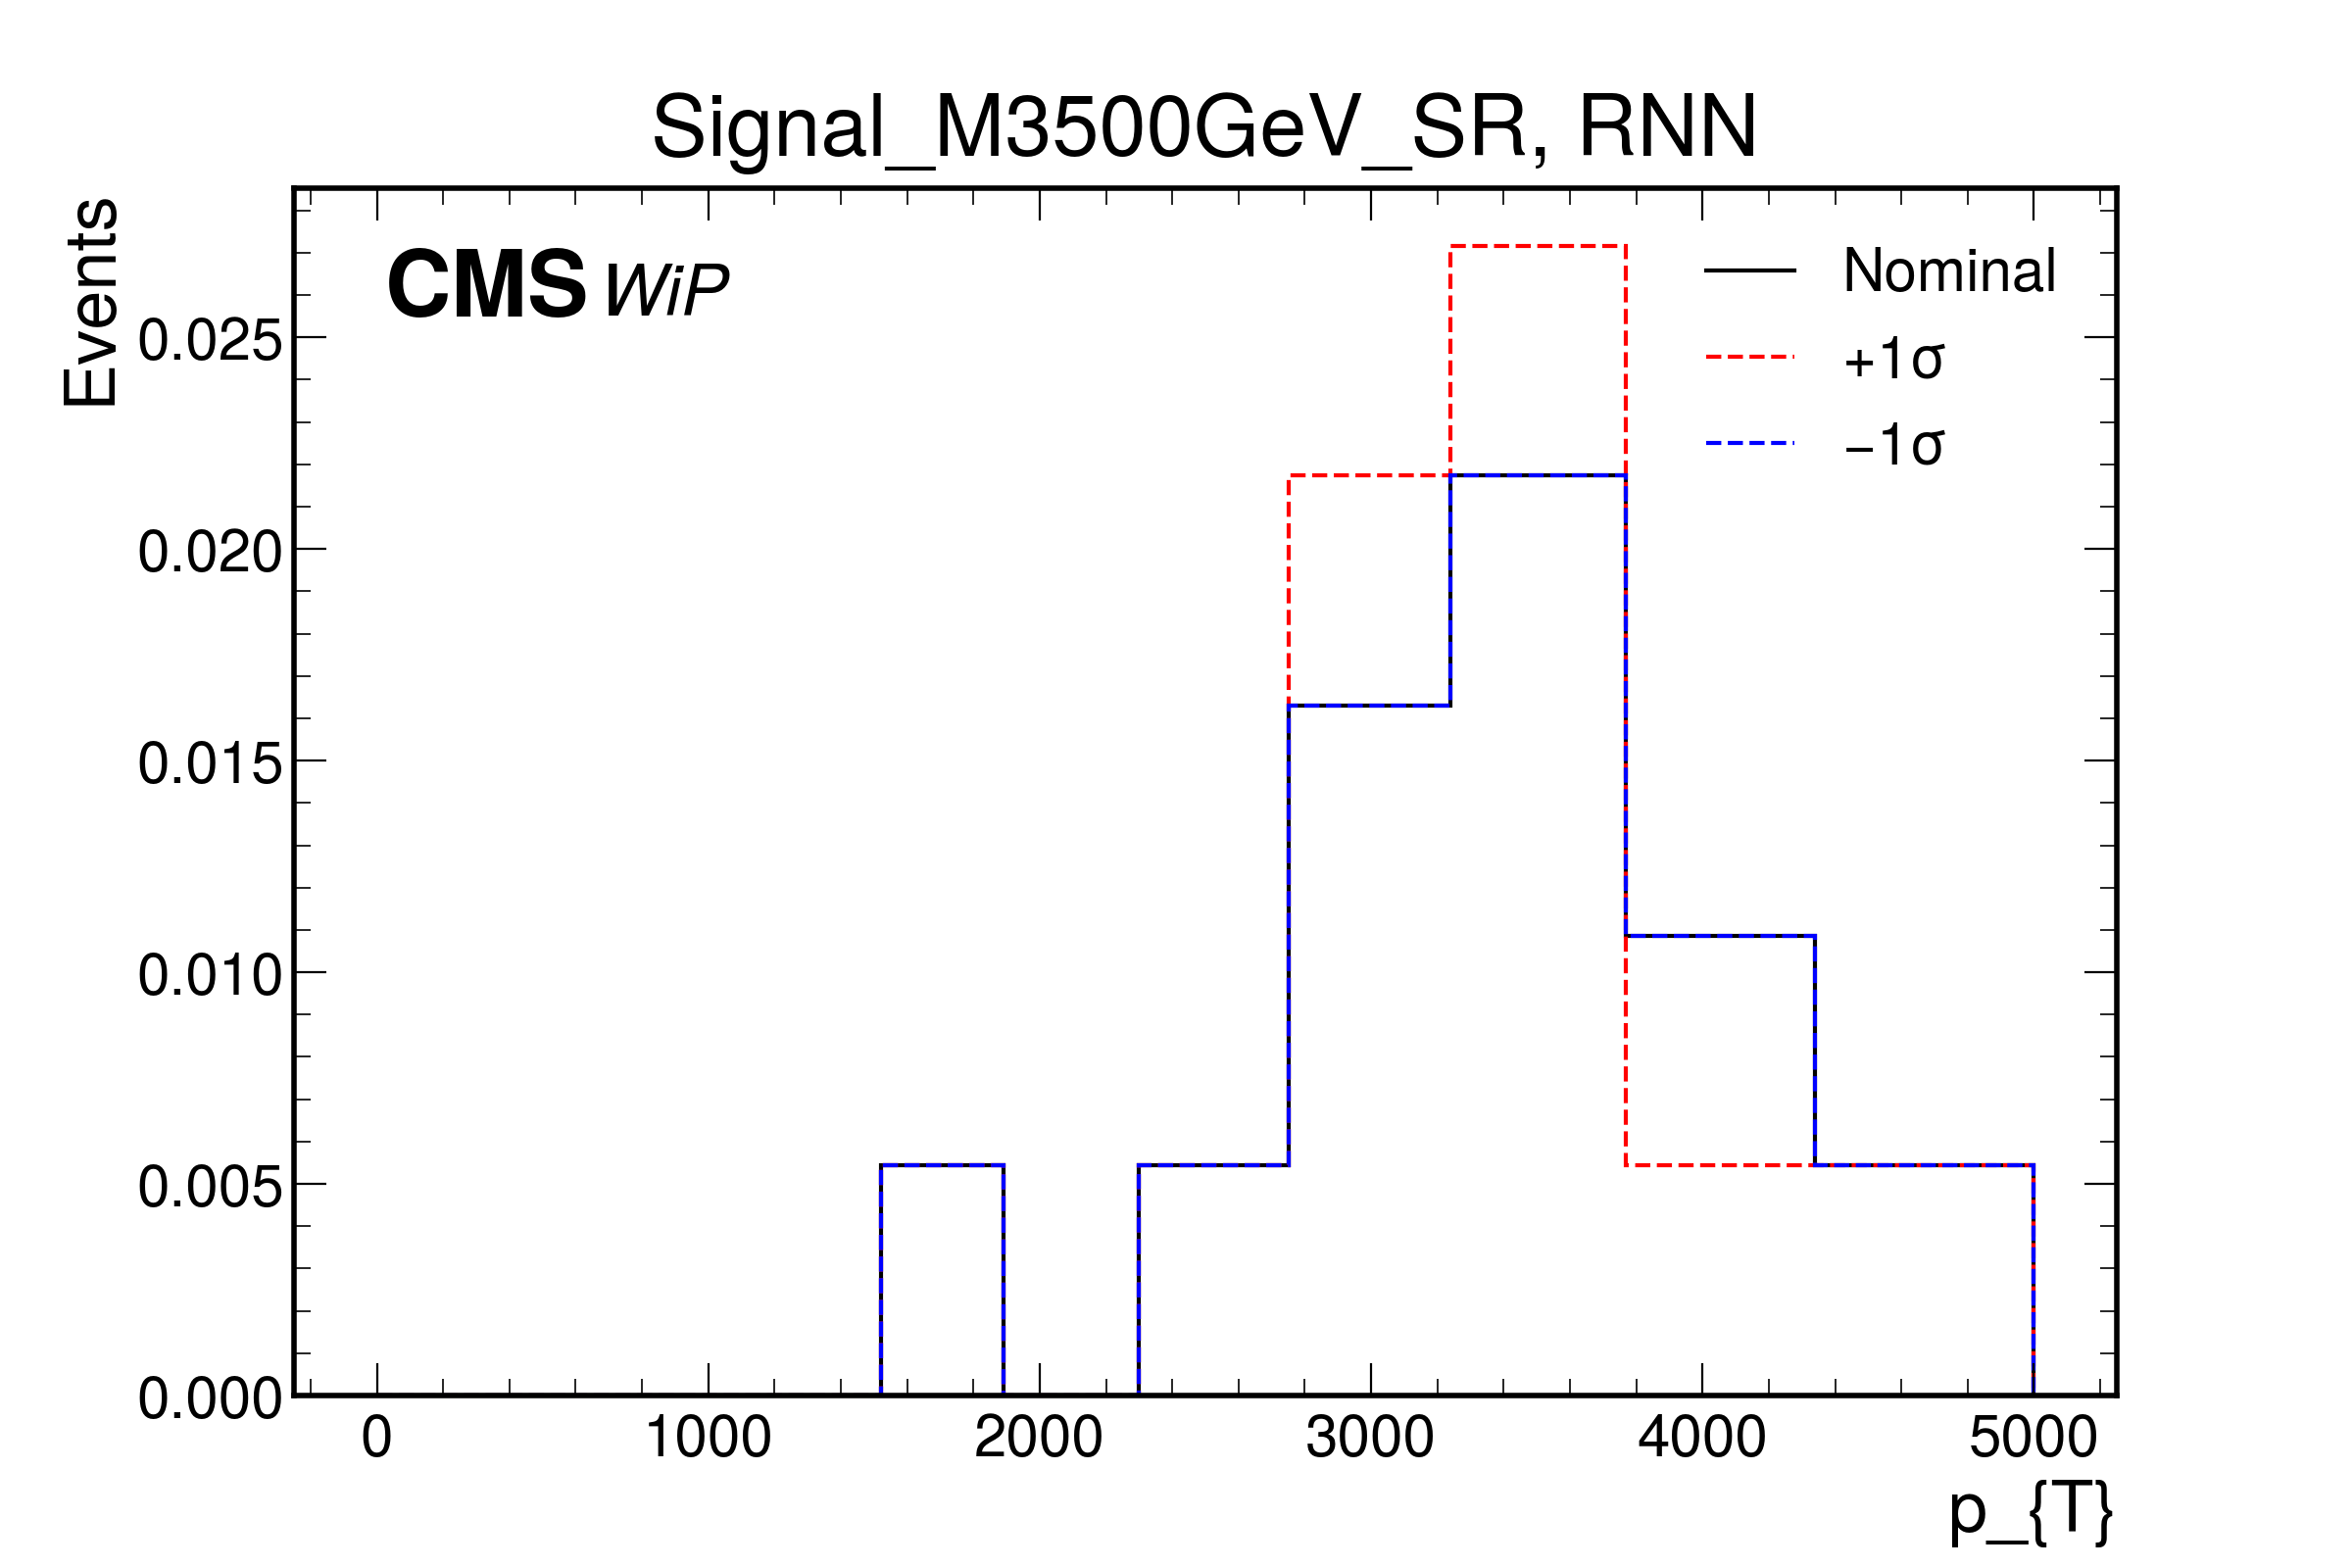 Signal_M3500GeV_SR, RNN
Events
CMS WiP
Nominal
+1σ
−1σ
0.025
0.020
0.015
0.010
0.005
0.000
0 1000 2000 3000 4000 5000
p_{T}